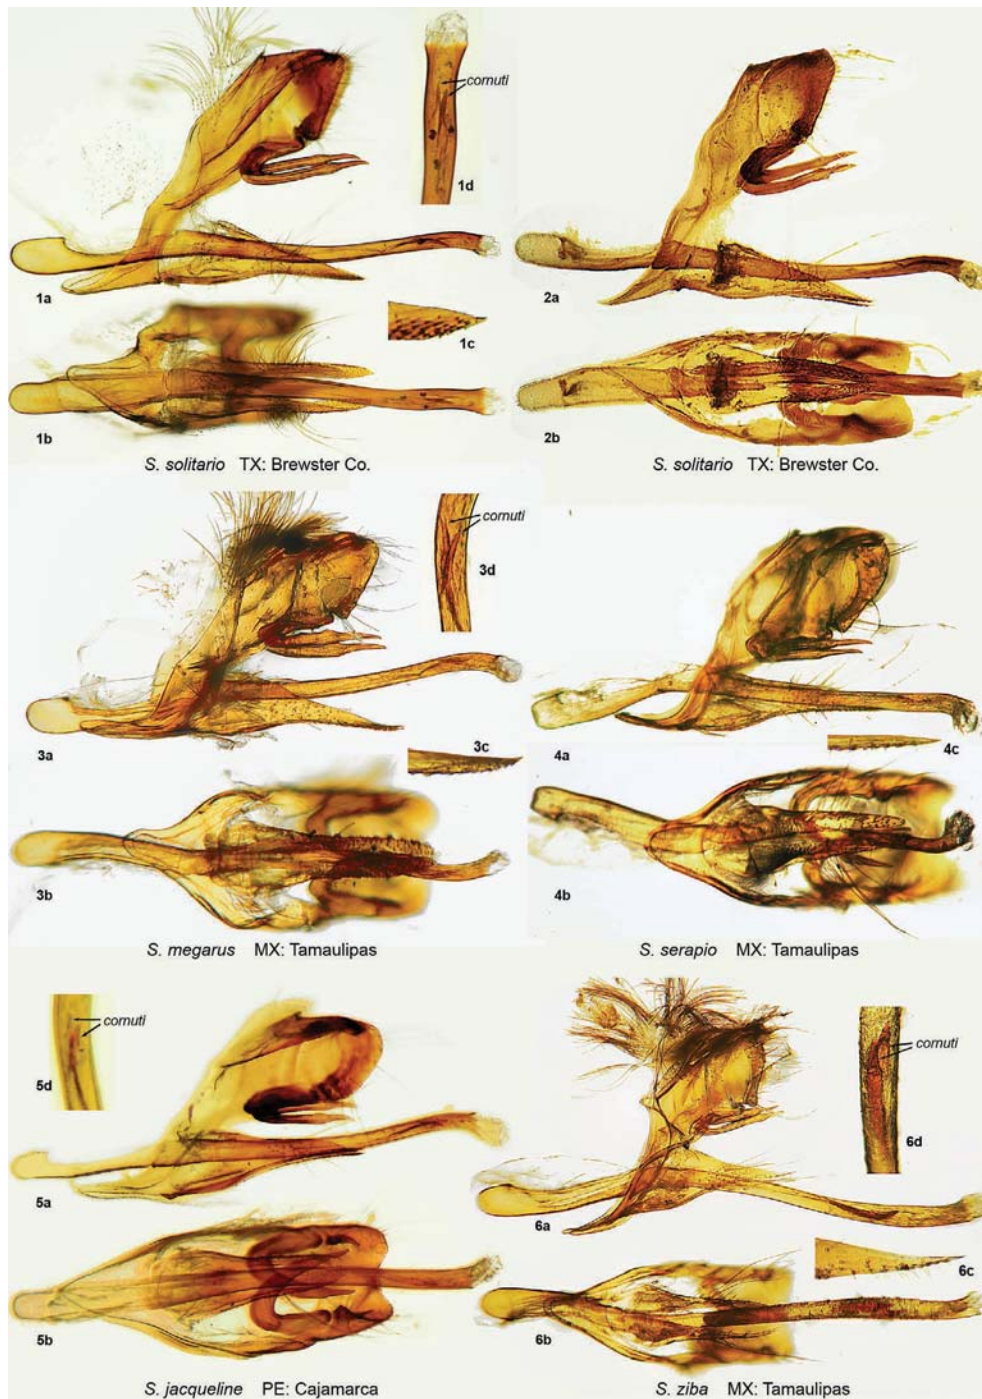 cornuti
1d
1a
2a
1c
1b
2b
S. solitario TX: Brewster Co.
S. solitario TX: Brewster Co.
cornuti
3d
3a
3c
4a
4c
3b
4b
S. megarus MX: Tamaulipas
S. serapio MX: Tamaulipas
cornuti
5d
cornuti
6d
5a
6a
6c
5b
6b
S. jacqueline PE: Cajamarca
S. ziba MX: Tamaulipas